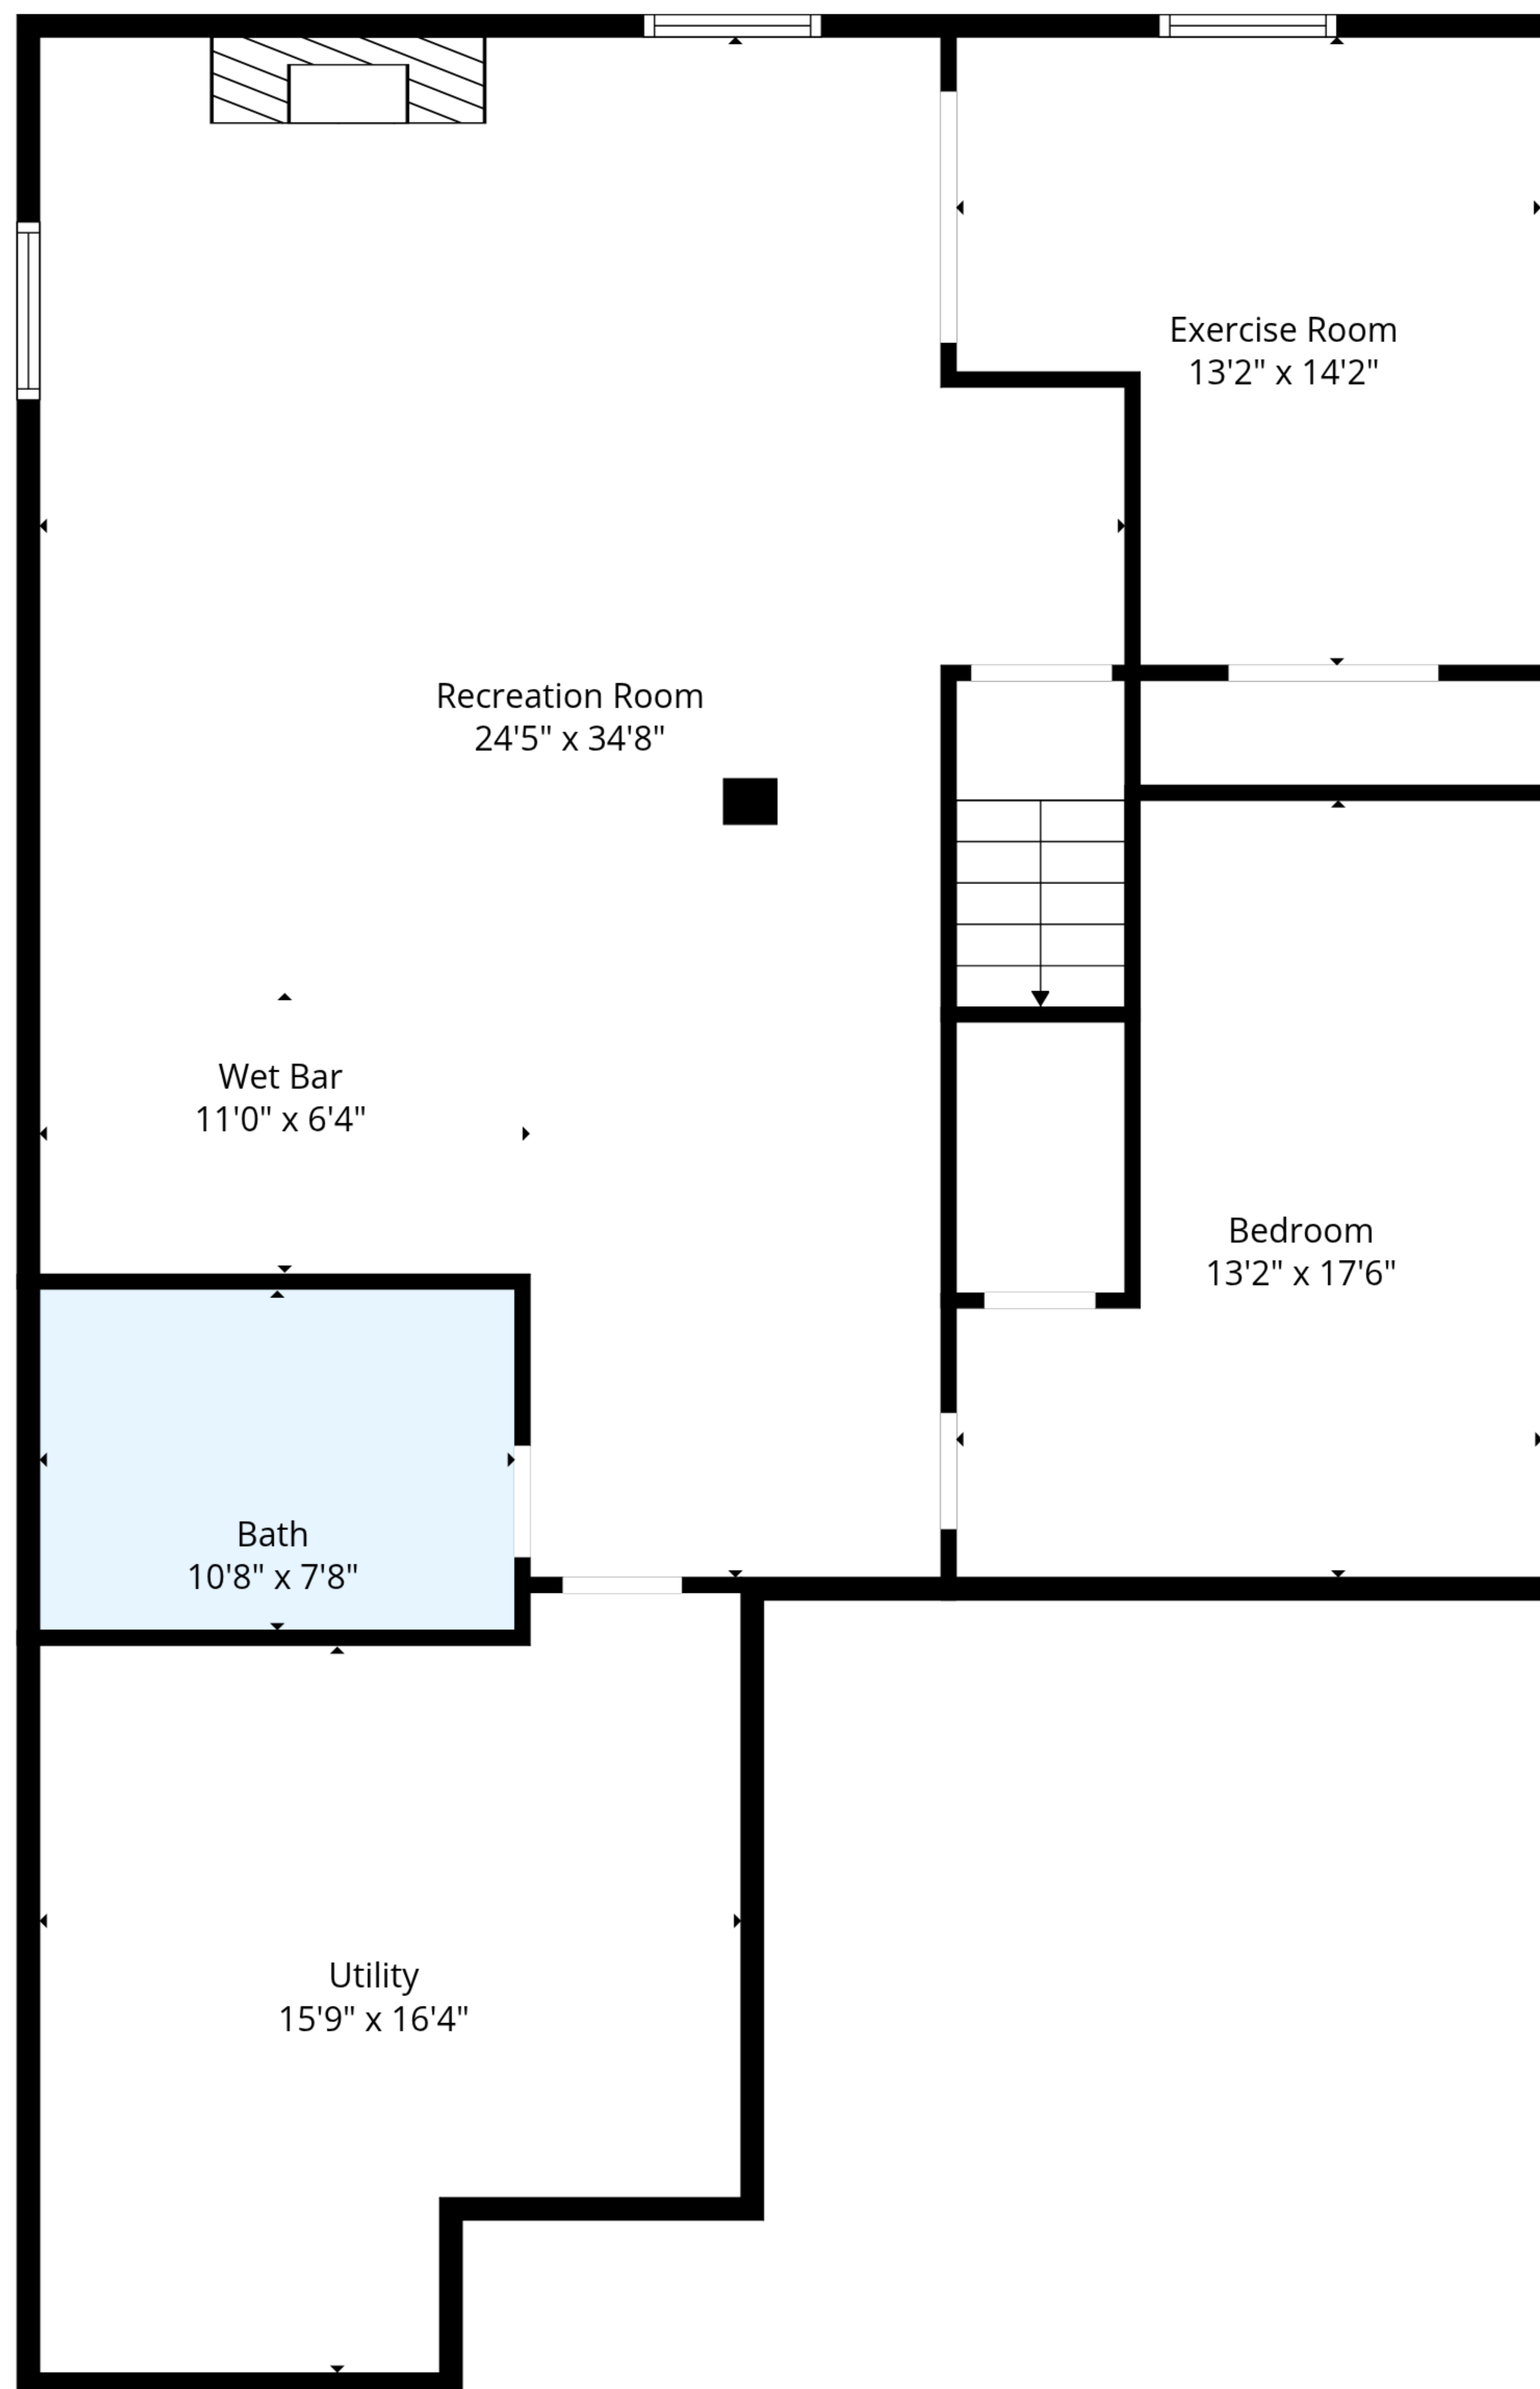 Exercise Room
13'2" x 14'2"
Recreation Room
24'5" x 34'8"
Wet Bar
11'0" x 6'4"
Bedroom
13'2" x 17'6"
Bath
10'8" x 7'8"
Utility
15'9" x 16'4"